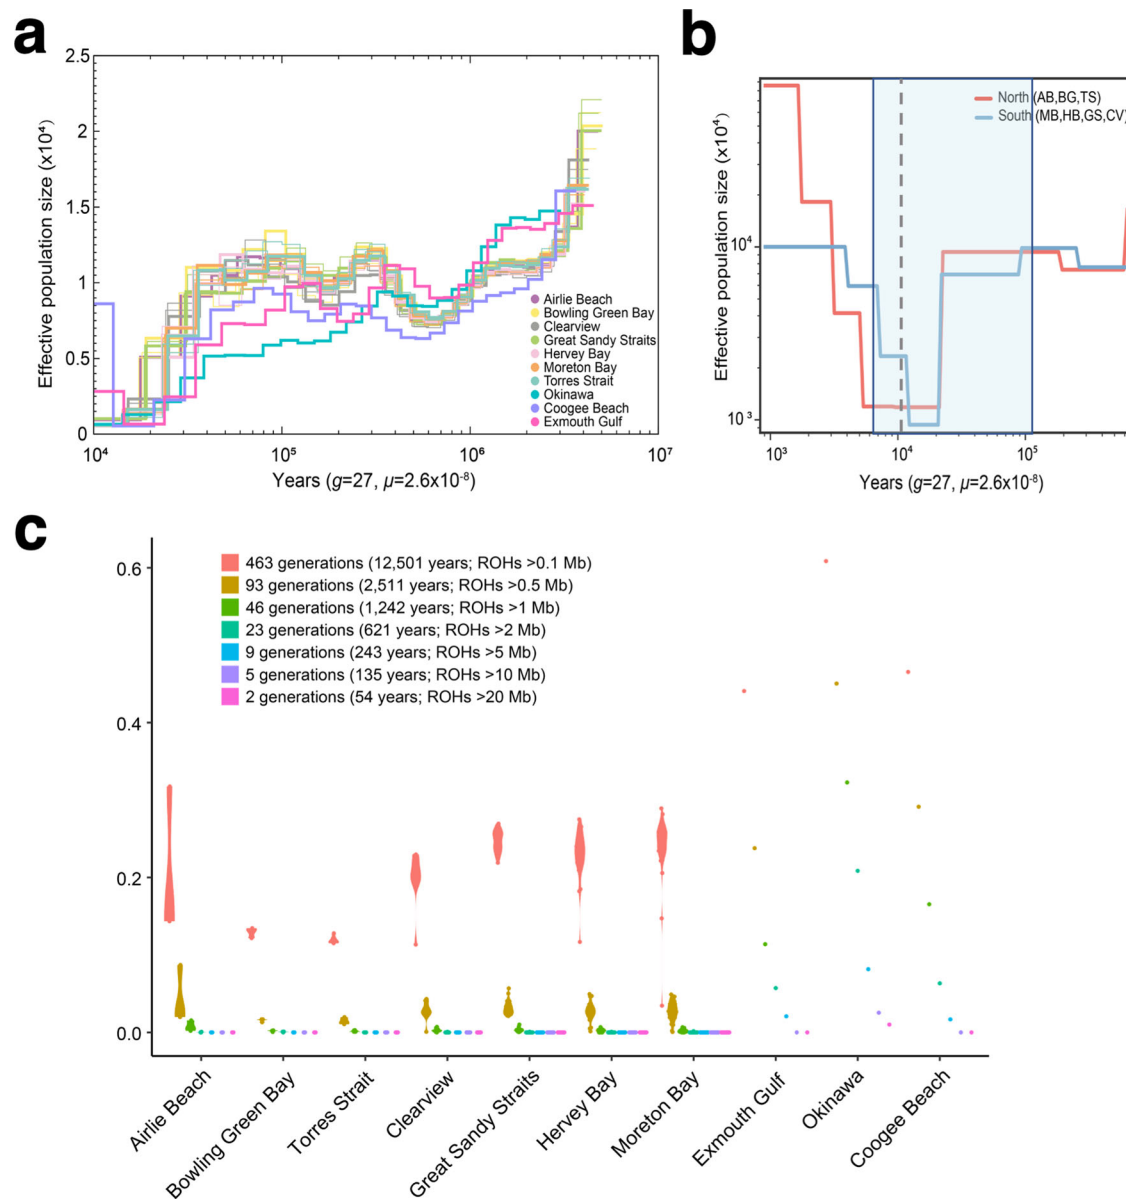 a
2.5
2
1.5
1
0.5
0
Effective population size (x10⁴)
Airlie Beach
Bowling Green Bay
Clearview
Great Sandy Straits
Hervey Bay
Moreton Bay
Torres Strait
Okinawa
Coogee Beach
Exmouth Gulf
10⁴ 10⁵ 10⁶ 10⁷
Years (g=27, μ=2.6x10⁻⁸)
b
North (AB,BG,TS)
South (MB,HB,GS,CV)
Effective population size (x10⁴)
10⁴
10³
10³ 10⁴ 10⁵
Years (g=27, μ=2.6x10⁻⁸)
c
463 generations (12,501 years; ROHs >0.1 Mb)
93 generations (2,511 years; ROHs >0.5 Mb)
46 generations (1,242 years; ROHs >1 Mb)
23 generations (621 years; ROHs >2 Mb)
9 generations (243 years; ROHs >5 Mb)
5 generations (135 years; ROHs >10 Mb)
2 generations (54 years; ROHs >20 Mb)
0.6
0.4
0.2
0.0
Airlie Beach
Bowling Green Bay
Torres Strait
Clearview
Great Sandy Straits
Hervey Bay
Moreton Bay
Exmouth Gulf
Okinawa
Coogee Beach